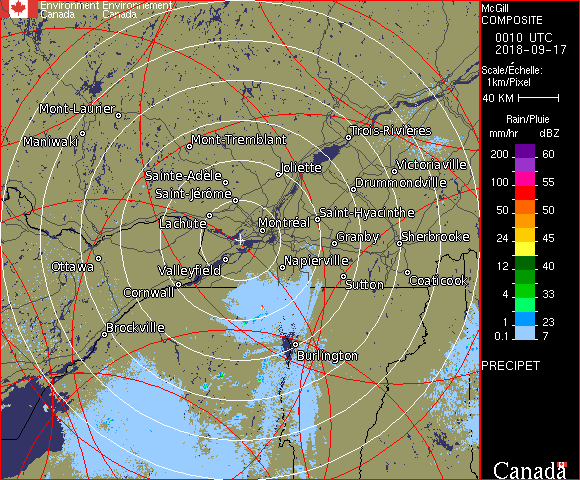 Environment Environnement
Canada Canada
McGill
COMPOSITE
0010 UTC
2018-09-17
Scale/Échelle:
1km/Pixel
40 KM
Rain/Pluie
mm/hr dBZ
200 60
150 57
100 55
50 50
24 45
12 40
4 33
1 23
0.1 7
PRECIPET
Canada
Mont-Laurier
Maniwaki
Mont-Tremblant
Trois-Rivières
Joliette
Victoriaville
Sainte-Adèle
Drummondville
Saint-Jérôme
Lachute
Saint-Hyacinthe
Montréal
Granby
Sherbrooke
Ottawa
Valleyfield
Napierville
Cornwall
Sutton
Coaticook
Brockville
Burlington